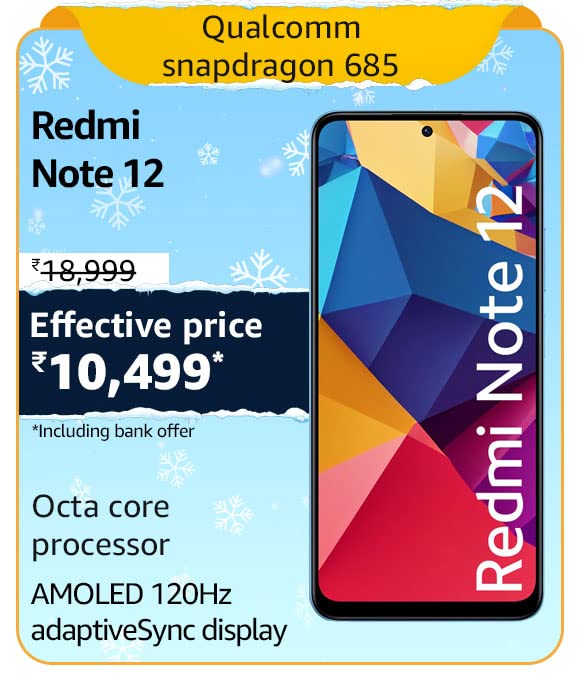 Qualcomm
snapdragon 685
Redmi
Note 12
₹18,999
Effective price
₹10,499*
*Including bank offer
Octa core
processor
AMOLED 120Hz
adaptiveSync display
Redmi Note 12